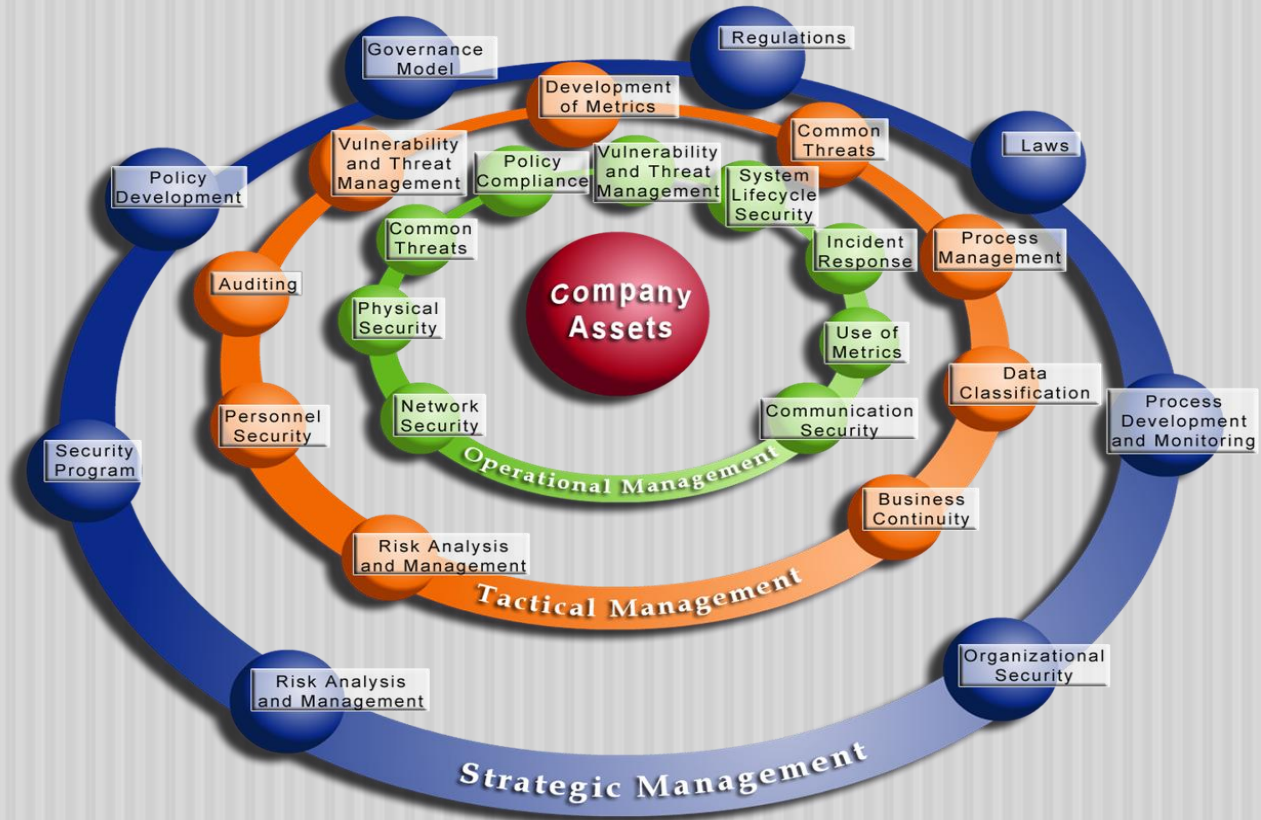 Governance
Model
Regulations
Development
of Metrics
Vulnerability
and Threat
Management
Policy
Compliance
Vulnerability
and Threat
Management
Common
Threats
Laws
Policy
Development
System
Lifecycle
Security
Common
Threats
Incident
Response
Process
Management
Auditing
Physical
Security
Company
Assets
Use of
Metrics
Data
Classification
Personnel
Security
Network
Security
Communication
Security
Process
Development
and Monitoring
Security
Program
Operational Management
Business
Continuity
Risk Analysis
and Management
Tactical Management
Risk Analysis
and Management
Organizational
Security
Strategic Management